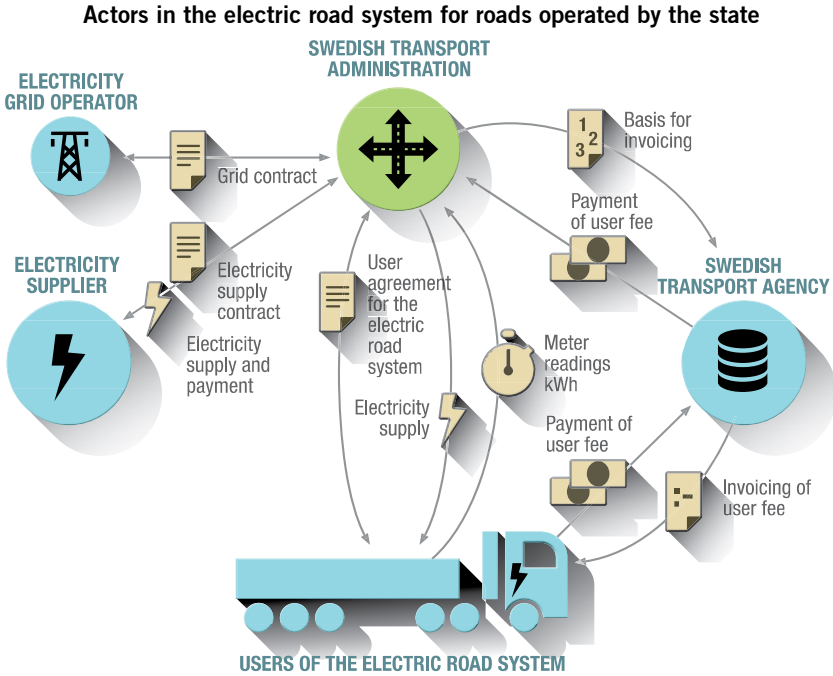 Actors in the electric road system for roads operated by the state
SWEDISH TRANSPORT
ADMINISTRATION
ELECTRICITY
GRID OPERATOR
1
2
3
Basis for
invoicing
Grid contract
Payment
of user fee
ELECTRICITY
SUPPLIER
Electricity
supply
contract
User
agreement
for the
electric
road
system
SWEDISH
TRANSPORT AGENCY
Electricity
supply and
payment
Meter
readings
kWh
Electricity
supply
Payment of
user fee
Invoicing of
user fee
USERS OF THE ELECTRIC ROAD SYSTEM